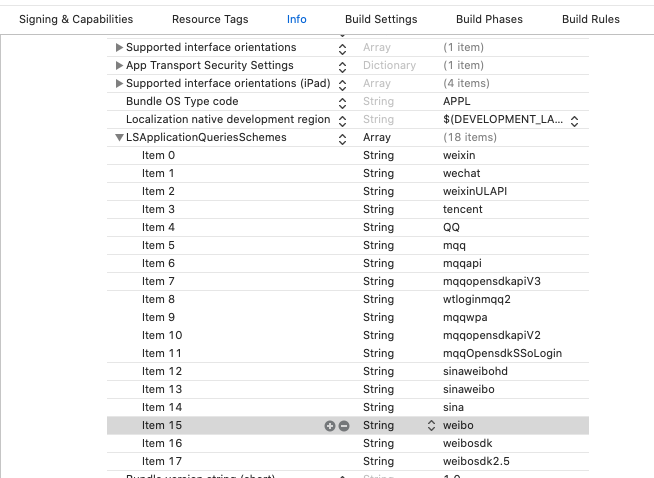 Signing & Capabilities Resource Tags Info Build Settings Build Phases Build Rules
Supported interface orientations Array (1 item)
App Transport Security Settings Dictionary (1 item)
Supported interface orientations (iPad) Array (4 items)
Bundle OS Type code String APPL
Localization native development region String $(DEVELOPMENT_LA...
LSApplicationQueriesSchemes Array (18 items)
Item 0 String weixin
Item 1 String wechat
Item 2 String weixinULAPI
Item 3 String tencent
Item 4 String QQ
Item 5 String mqq
Item 6 String mqqapi
Item 7 String mqqopensdkapiV3
Item 8 String wtloginmqq2
Item 9 String mqqwpa
Item 10 String mqqopensdkapiV2
Item 11 String mqqOpensdkSSoLogin
Item 12 String sinaweibohd
Item 13 String sinaweibo
Item 14 String sina
Item 15 String weibo
Item 16 String weibosdk
Item 17 String weibosdk2.5
Bundle version string (short) String 1.0